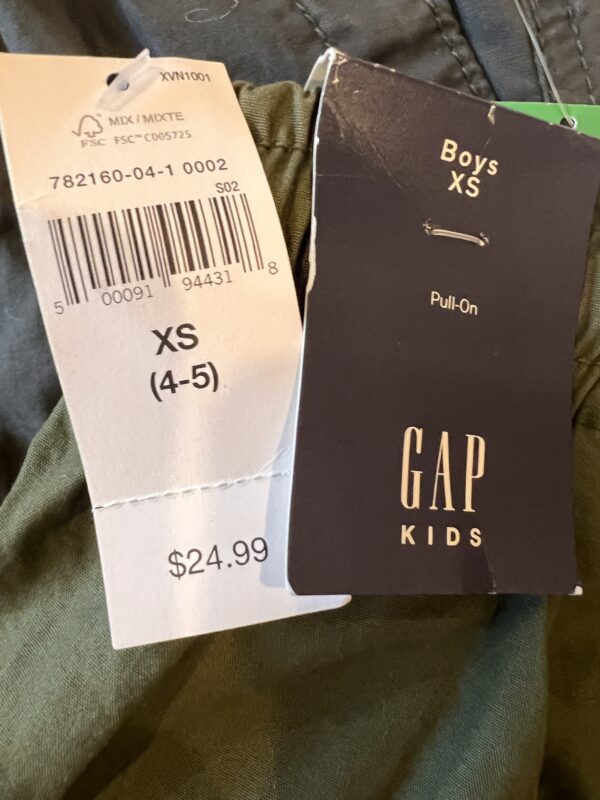 XVN1001
MIX / MIXTE
FSC FSC™ C005725
782160-04-1 0002
S02
5 00091 94431 8
XS
(4-5)
$24.99
Boys
XS
Pull-On
GAP
KIDS